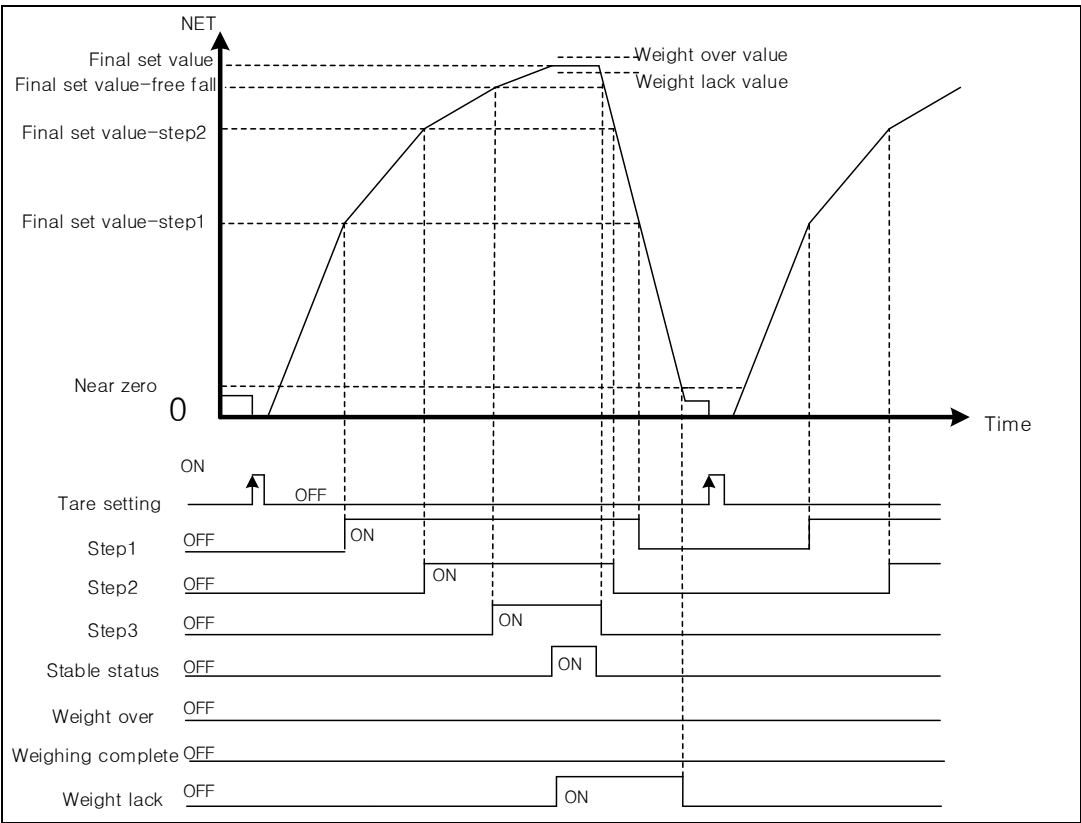 NET
Final set value
Weight over value
Final set value-free fall
Weight lack value
Final set value-step2
Final set value-step1
Near zero
0
Time
ON
Tare setting
OFF
Step1
OFF
ON
Step2
OFF
ON
Step3
OFF
ON
Stable status
OFF
ON
Weight over
OFF
Weighing complete
OFF
Weight lack
OFF
ON